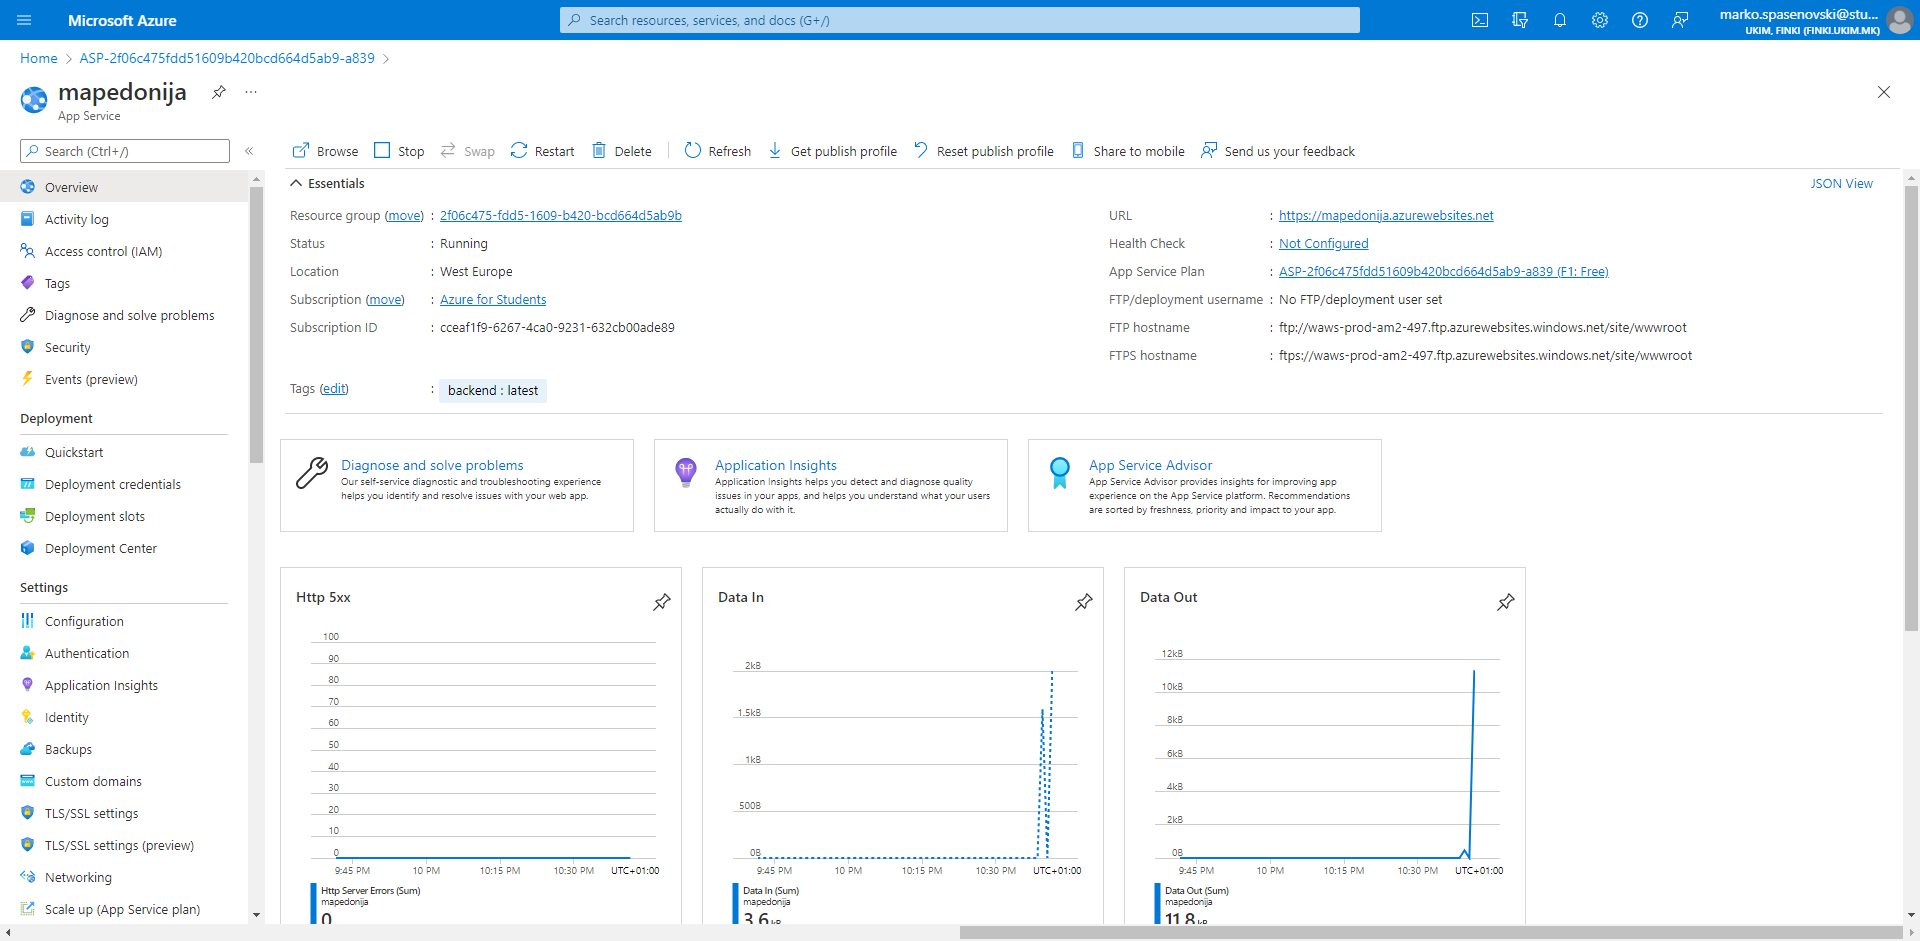 Microsoft Azure
Search resources, services, and docs (G+/)
marko.spasenovski@stu...
UKIM, FINKI (FINKI.UKIM.MK)
Home > ASP-2f06c475fdd51609b420bcd664d5ab9-a839 >
mapedonija ...
App Service
Search (Ctrl+/) «
Browse Stop Swap Restart Delete Refresh Get publish profile Reset publish profile Share to mobile Send us your feedback
Overview
Activity log
Access control (IAM)
Tags
Diagnose and solve problems
Security
Events (preview)
Deployment
Quickstart
Deployment credentials
Deployment slots
Deployment Center
Settings
Configuration
Authentication
Application Insights
Identity
Backups
Custom domains
TLS/SSL settings
TLS/SSL settings (preview)
Networking
Scale up (App Service plan)
Essentials
JSON View
Resource group (move) : 2f06c475-fdd5-1609-b420-bcd664d5ab9b
Status : Running
Location : West Europe
Subscription (move) : Azure for Students
Subscription ID : cceaf1f9-6267-4ca0-9231-632cb00ade89
Tags (edit) : backend : latest
URL : https://mapedonija.azurewebsites.net
Health Check : Not Configured
App Service Plan : ASP-2f06c475fdd51609b420bcd664d5ab9-a839 (F1: Free)
FTP/deployment username : No FTP/deployment user set
FTP hostname : ftp://waws-prod-am2-497.ftp.azurewebsites.windows.net/site/wwwroot
FTPS hostname : ftps://waws-prod-am2-497.ftp.azurewebsites.windows.net/site/wwwroot
Diagnose and solve problems
Our self-service diagnostic and troubleshooting experience
helps you identify and resolve issues with your web app.
Application Insights
Application Insights helps you detect and diagnose quality
issues in your apps, and helps you understand what your users
actually do with it.
App Service Advisor
App Service Advisor provides insights for improving app
experience on the App Service platform. Recommendations
are sorted by freshness, priority and impact to your app.
Http 5xx
100
90
80
70
60
50
40
30
20
10
0
9:45 PM 10 PM 10:15 PM 10:30 PM UTC+01:00
Http Server Errors (Sum)
mapedonija
0
Data In
2kB
1.5kB
1kB
500B
0B
9:45 PM 10 PM 10:15 PM 10:30 PM UTC+01:00
Data In (Sum)
mapedonija
3.6 kB
Data Out
12kB
10kB
8kB
6kB
4kB
2kB
0B
9:45 PM 10 PM 10:15 PM 10:30 PM UTC+01:00
Data Out (Sum)
mapedonija
11.8 kB